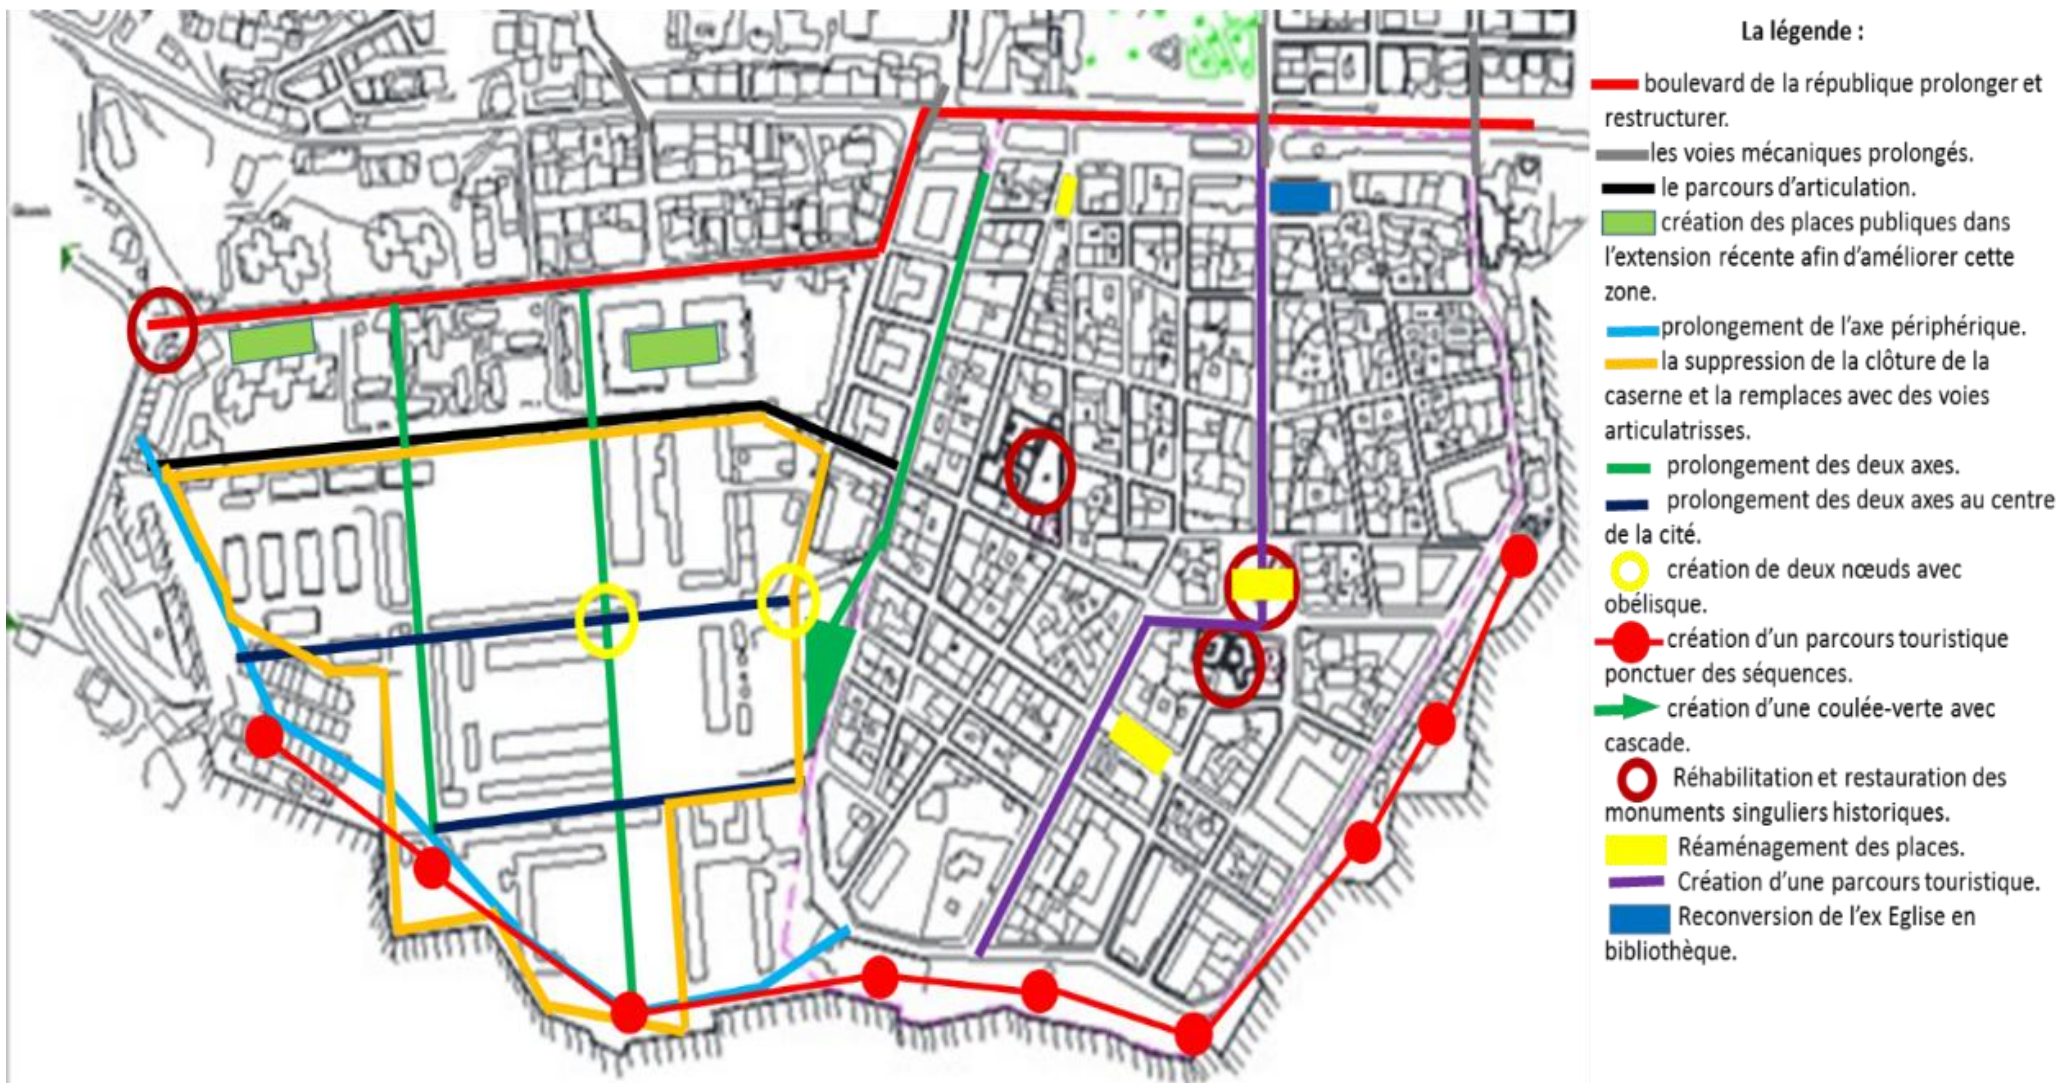 La légende :
boulevard de la république prolonger et
restructurer.
les voies mécaniques prolongés.
le parcours d'articulation.
création des places publiques dans
l'extension récente afin d'améliorer cette
zone.
prolongement de l'axe périphérique.
la suppression de la clôture de la
caserne et la remplaces avec des voies
articulatrisses.
prolongement des deux axes.
prolongement des deux axes au centre
de la cité.
création de deux nœuds avec
obélisque.
création d'un parcours touristique
ponctuer des séquences.
création d'une coulée-verte avec
cascade.
Réhabilitation et restauration des
monuments singuliers historiques.
Réaménagement des places.
Création d'une parcours touristique.
Reconversion de l'ex Eglise en
bibliothèque.